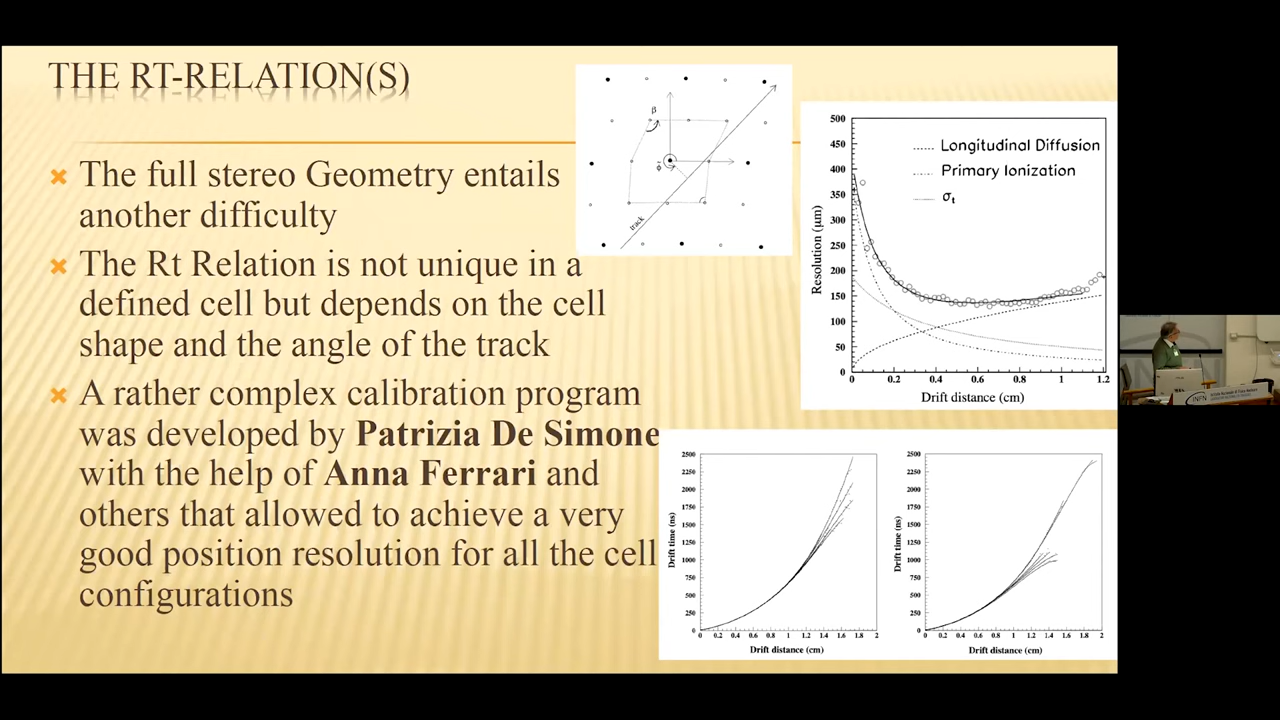 THE RT-RELATION(S)
The full stereo Geometry entails
another difficulty
The Rt Relation is not unique in a
defined cell but depends on the cell
shape and the angle of the track
A rather complex calibration program
was developed by Patrizia De Simone
with the help of Anna Ferrari and
others that allowed to achieve a very
good position resolution for all the cell
configurations
β
track
500
450
400
350
300
250
200
150
100
50
0
Resolution (μm)
Longitudinal Diffusion
Primary Ionization
σt
0 0.2 0.4 0.6 0.8 1 1.2
Drift distance (cm)
2500
2250
2000
1750
1500
1250
1000
750
500
250
0
Drift time (ns)
0 0.2 0.4 0.6 0.8 1 1.2 1.4 1.6 1.8 2
Drift distance (cm)
2500
2250
2000
1750
1500
1250
1000
750
500
250
0
Drift time (ns)
0 0.2 0.4 0.6 0.8 1 1.2 1.4 1.6 1.8 2
Drift distance (cm)
INFN